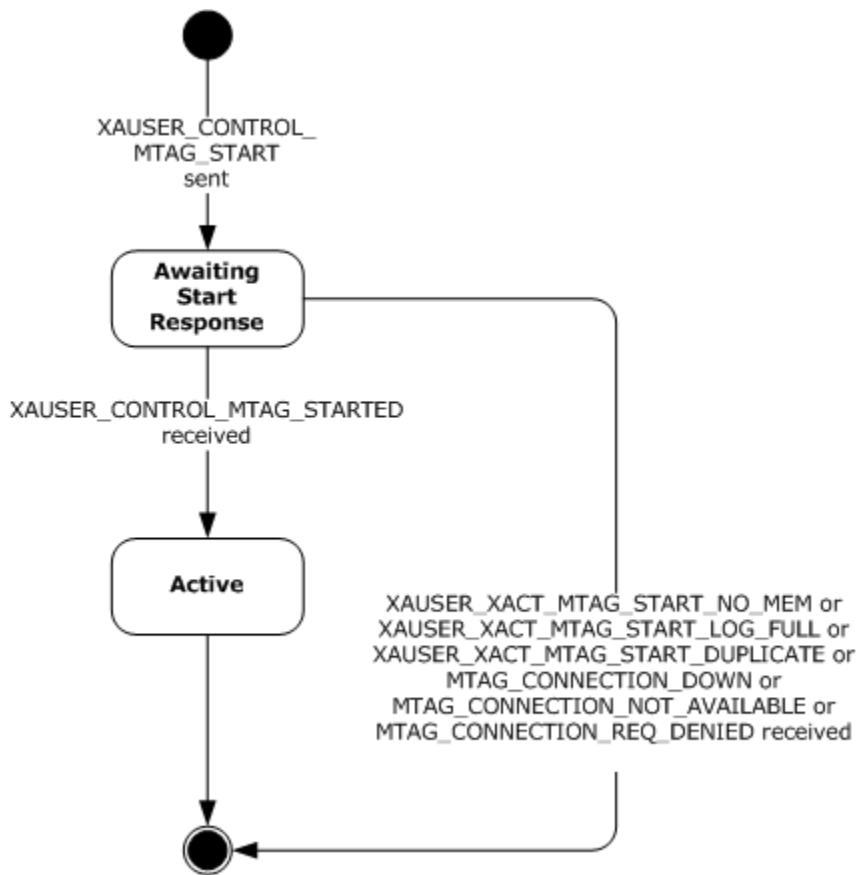 XAUSER_CONTROL_
MTAG_START
sent
Awaiting
Start
Response
XAUSER_CONTROL_MTAG_STARTED
received
Active
XAUSER_XACT_MTAG_START_NO_MEM or
XAUSER_XACT_MTAG_START_LOG_FULL or
XAUSER_XACT_MTAG_START_DUPLICATE or
MTAG_CONNECTION_DOWN or
MTAG_CONNECTION_NOT_AVAILABLE or
MTAG_CONNECTION_REQ_DENIED received